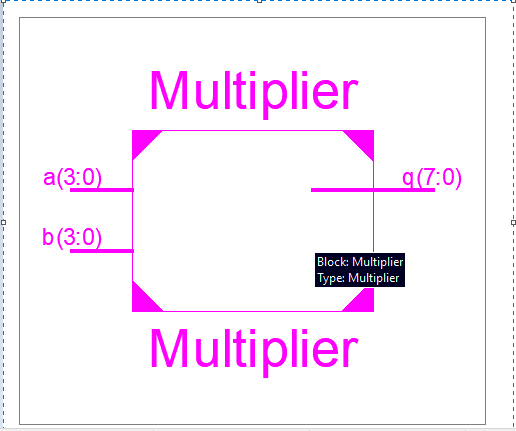 Multiplier
a(3:0)
q(7:0)
b(3:0)
Block: Multiplier
Type: Multiplier
Multiplier